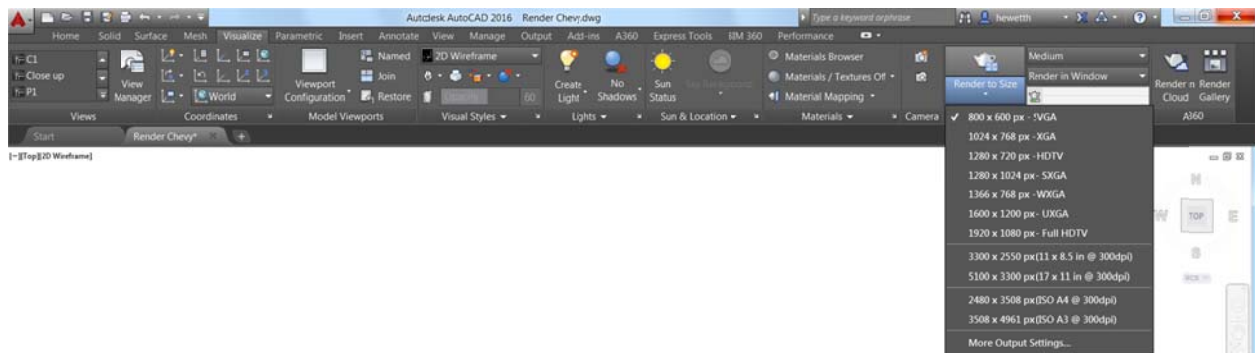 Autodesk AutoCAD 2016 Render Chevy.dwg
Type a keyword or phrase
hewetth
Home Solid Surface Mesh Visualize Parametric Insert Annotate View Manage Output Add-ins A360 Express Tools BIM 360 Performance
C1
Close up
P1
View
Manager
World
Viewport
Configuration
Named
Join
Restore
2D Wireframe
Opacity 60
Create
Light
No
Shadows
Sun
Status
Materials Browser
Materials / Textures Off
Material Mapping
Render to Size
Medium
Render in Window
Render in
Cloud
Render
Gallery
Views Coordinates Model Viewports Visual Styles Lights Sun & Location Materials Camera A360
Start Render Chevy*
[−][Top][2D Wireframe]
800 x 600 px - SVGA
1024 x 768 px - XGA
1280 x 720 px - HDTV
1280 x 1024 px - SXGA
1366 x 768 px - WXGA
1600 x 1200 px - UXGA
1920 x 1080 px - Full HDTV
3300 x 2550 px (11 x 8.5 in @ 300dpi)
5100 x 3300 px (17 x 11 in @ 300dpi)
2480 x 3508 px (ISO A4 @ 300dpi)
3508 x 4961 px (ISO A3 @ 300dpi)
More Output Settings...
N
W TOP E
S
WCS